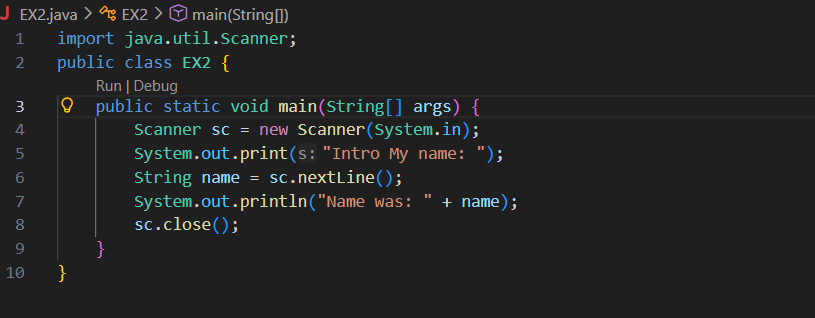 J EX2.java > EX2 > main(String[])
1 import java.util.Scanner;
2 public class EX2 {
Run | Debug
3 public static void main(String[] args) {
4 Scanner sc = new Scanner(System.in);
5 System.out.print(s: "Intro My name: ");
6 String name = sc.nextLine();
7 System.out.println("Name was: " + name);
8 sc.close();
9 }
10 }